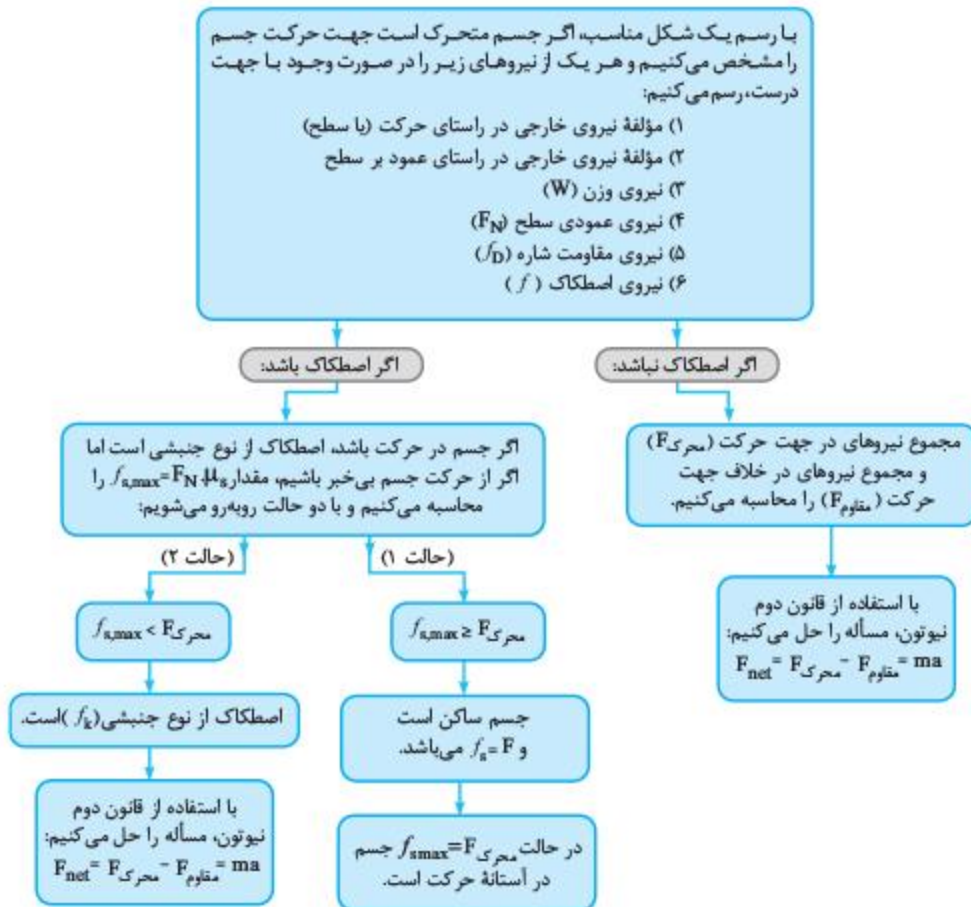 با رسم یک شکل مناسب، اگر جسم متحرک است جهت حرکت جسم
را مشخص می‌کنیم و هر یک از نیروهای زیر را در صورت وجود با جهت
درست، رسم می‌کنیم:
۱) مؤلفهٔ نیروی خارجی در راستای حرکت (یا سطح)
۲) مؤلفهٔ نیروی خارجی در راستای عمود بر سطح
۳) نیروی وزن (W)
۴) نیروی عمودی سطح (F_N)
۵) نیروی مقاومت شاره (f_D)
۶) نیروی اصطکاک (f)
اگر اصطکاک نباشد:
مجموع نیروهای در جهت حرکت (F محرک)
و مجموع نیروهای در خلاف جهت
حرکت (F مقاوم) را محاسبه می‌کنیم.
با استفاده از قانون دوم
نیوتون، مسأله را حل می‌کنیم:
F_net = F محرک - F مقاوم = ma
اگر اصطکاک باشد:
اگر جسم در حرکت باشد، اصطکاک از نوع جنبشی است اما
اگر از حرکت جسم بی‌خبر باشیم، مقدار f_s,max = F_N.μ_s را
محاسبه می‌کنیم و با دو حالت روبه‌رو می‌شویم:
(حالت ۱)
f_s,max ≥ F محرک
جسم ساکن است
و f_s = F می‌باشد.
در حالت f_smax = F محرک جسم
در آستانهٔ حرکت است.
(حالت ۲)
f_s,max < F محرک
اصطکاک از نوع جنبشی (f_k) است.
با استفاده از قانون دوم
نیوتون، مسأله را حل می‌کنیم:
F_net = F محرک - F مقاوم = ma